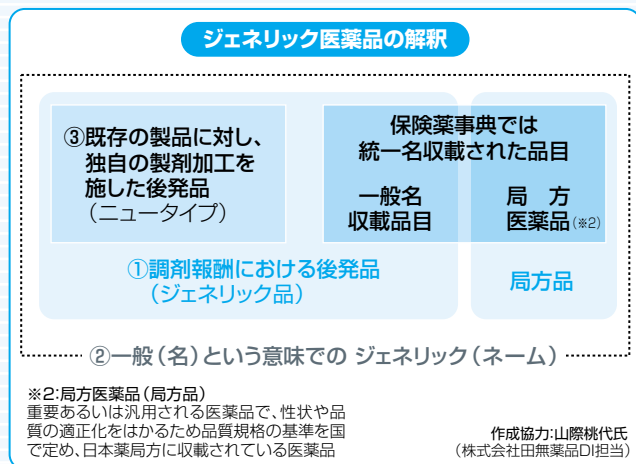 ジェネリック医薬品の解釈
③既存の製品に対し、
独自の製剤加工を
施した後発品
（ニュータイプ）
保険薬事典では
統一名収載された品目
一般名
収載品目
局　方
医薬品(※2)
①調剤報酬における後発品
（ジェネリック品）
局方品
②一般（名）という意味での ジェネリック（ネーム）
※2:局方医薬品（局方品）
重要あるいは汎用される医薬品で、性状や品
質の適正化をはかるため品質規格の基準を国
で定め、日本薬局方に収載されている医薬品
作成協力:山際桃代氏
（株式会社田無薬品DI担当）